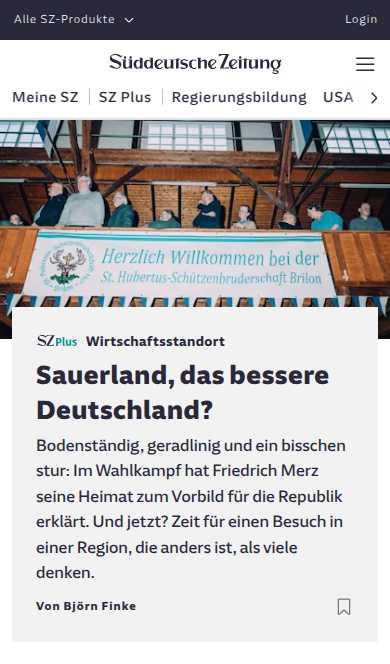 Alle SZ-Produkte
Login
Süddeutsche Zeitung
Meine SZ
SZ Plus
Regierungsbildung
USA
Herzlich Willkommen bei der
St. Hubertus-Schützenbruderschaft Brilon
SZ Plus Wirtschaftsstandort
Sauerland, das bessere
Deutschland?
Bodenständig, geradlinig und ein bisschen
stur: Im Wahlkampf hat Friedrich Merz
seine Heimat zum Vorbild für die Republik
erklärt. Und jetzt? Zeit für einen Besuch in
einer Region, die anders ist, als viele
denken.
Von Björn Finke